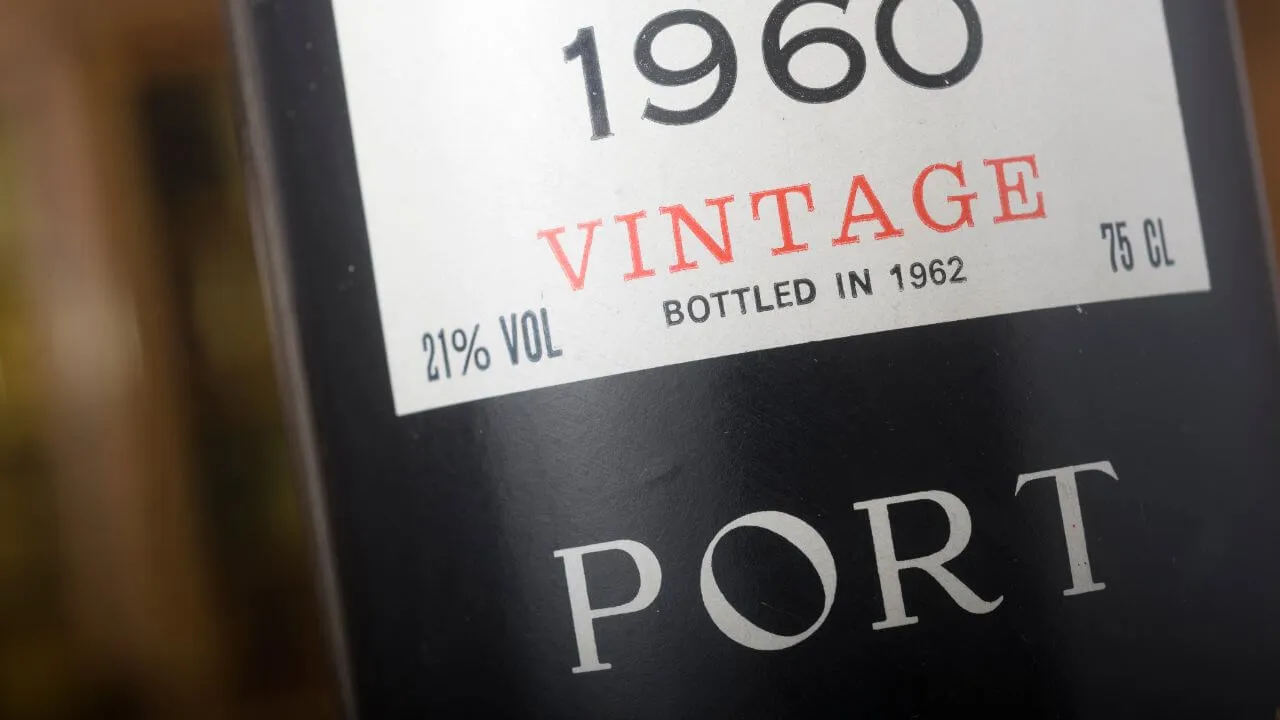 1960
VINTAGE
BOTTLED IN 1962
21% VOL
75 CL
PORT